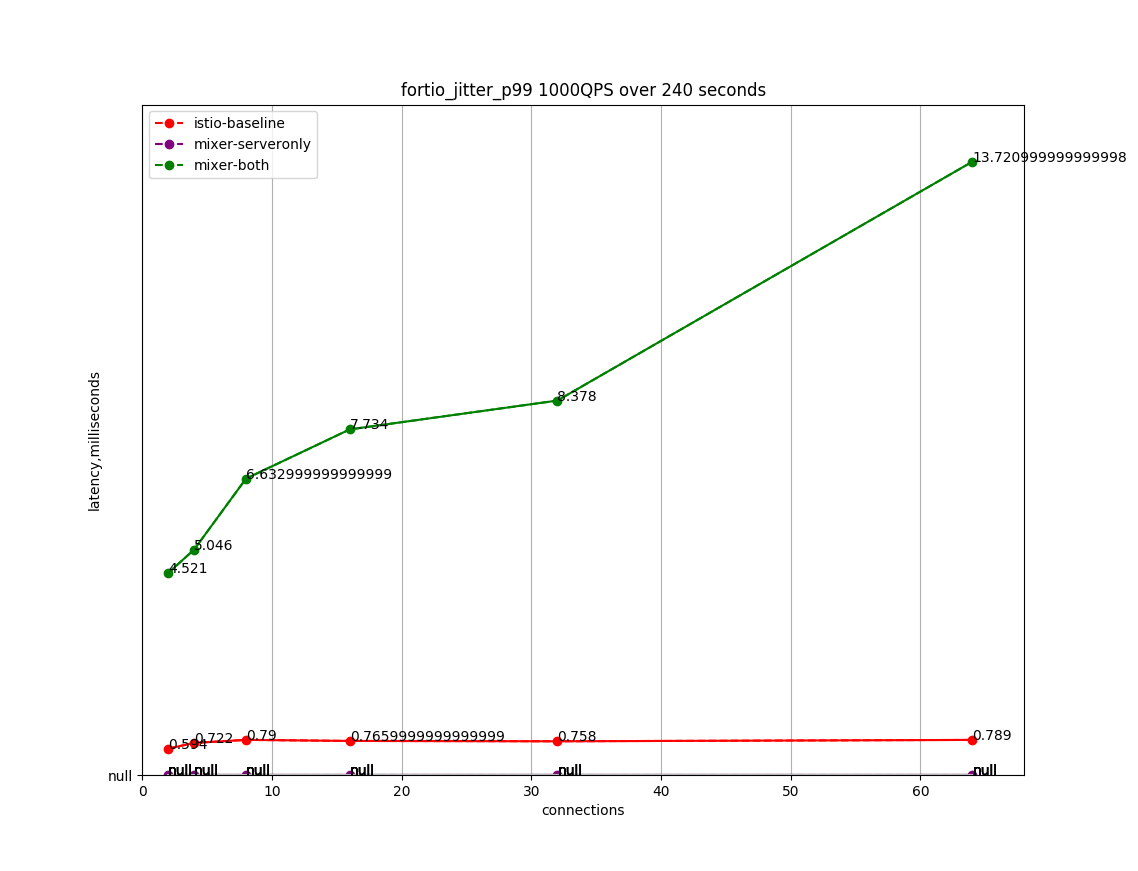 fortio_jitter_p99 1000QPS over 240 seconds
istio-baseline
mixer-serveronly
mixer-both
13.720999999999998
8.378
7.734
6.632999999999999
5.046
4.521
0.594
0.722
0.79
0.7659999999999999
0.758
0.789
null
null
null
null
null
null
null
0
10
20
30
40
50
60
connections
latency,milliseconds